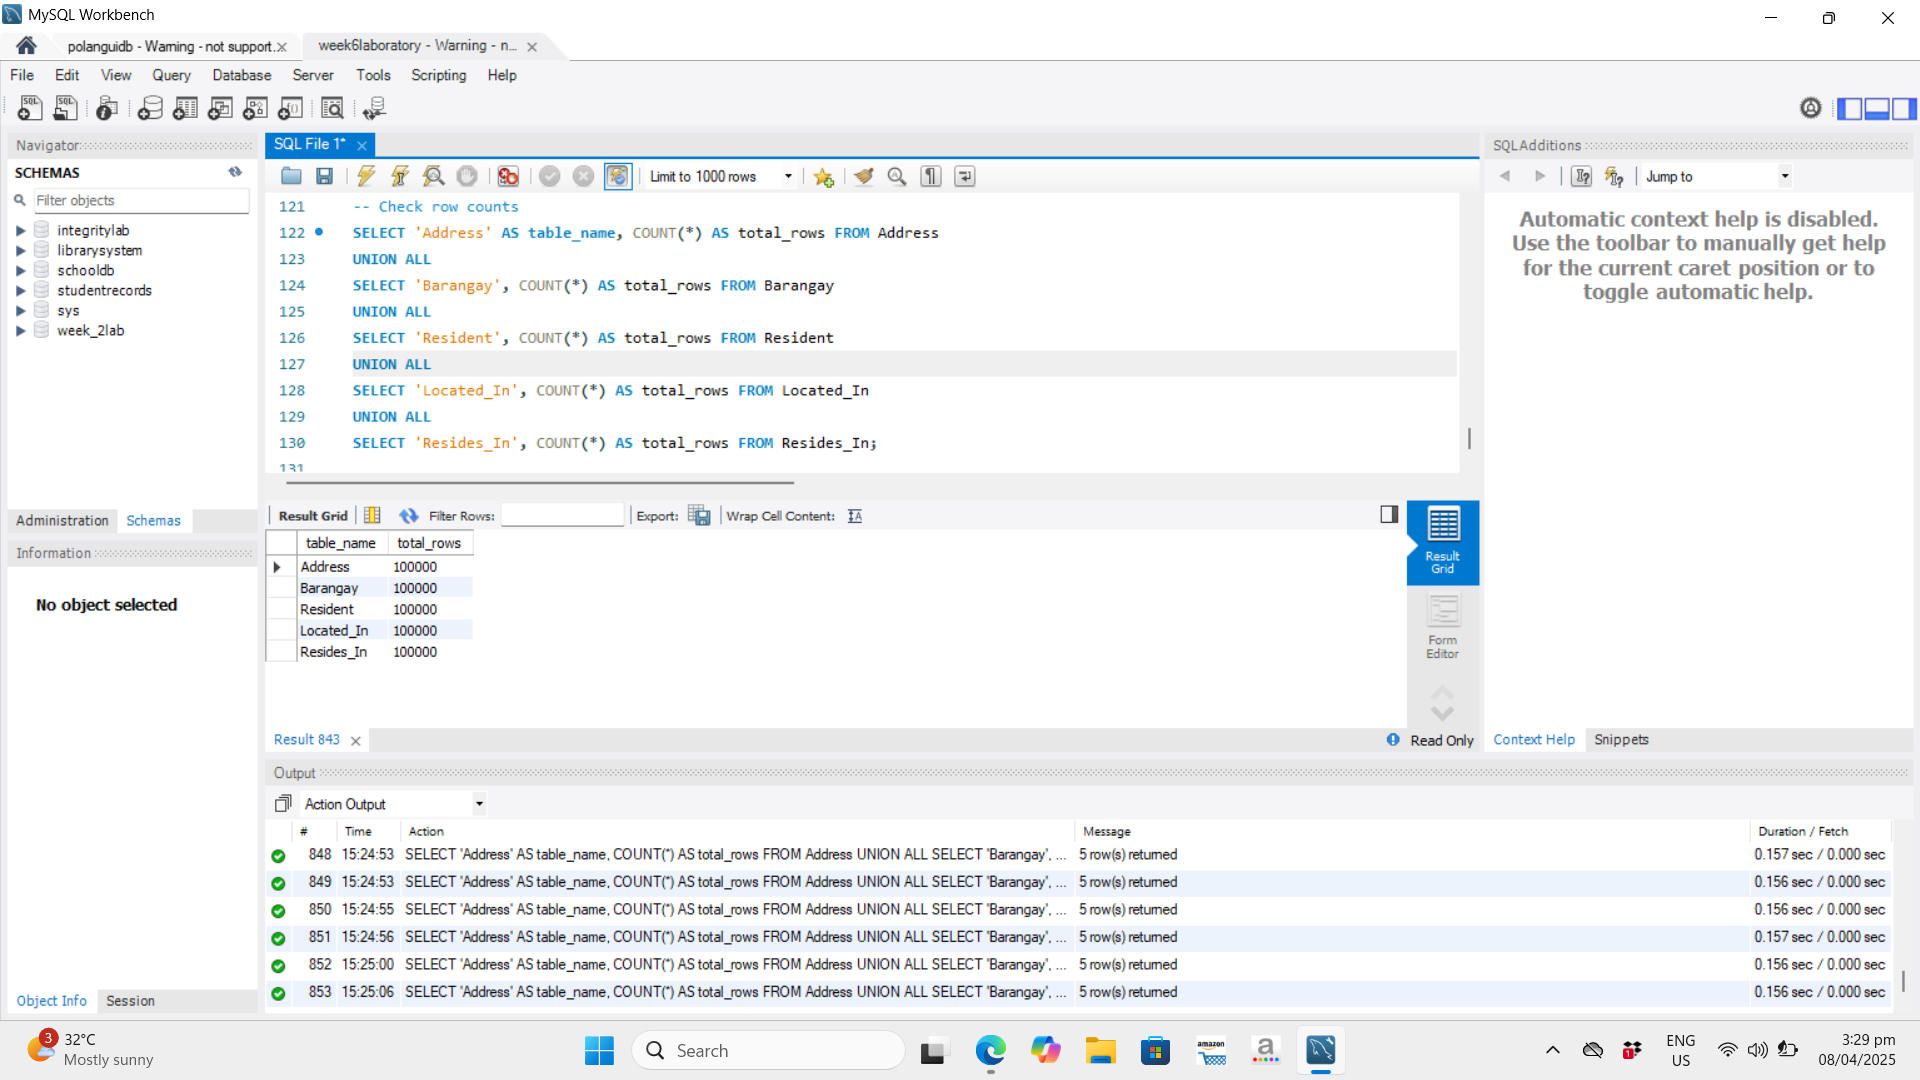 MySQL Workbench
polanguidb - Warning - not support.
week6laboratory - Warning - n...
File Edit View Query Database Server Tools Scripting Help
Navigator
SCHEMAS
Filter objects
integritylab
librarysystem
schooldb
studentrecords
sys
week_2lab
Administration Schemas
Information
No object selected
Object Info Session
SQL File 1*
Limit to 1000 rows
121 -- Check row counts
122 SELECT 'Address' AS table_name, COUNT(*) AS total_rows FROM Address
123 UNION ALL
124 SELECT 'Barangay', COUNT(*) AS total_rows FROM Barangay
125 UNION ALL
126 SELECT 'Resident', COUNT(*) AS total_rows FROM Resident
127 UNION ALL
128 SELECT 'Located_In', COUNT(*) AS total_rows FROM Located_In
129 UNION ALL
130 SELECT 'Resides_In', COUNT(*) AS total_rows FROM Resides_In;
131
Result Grid Filter Rows: Export: Wrap Cell Content:
table_name total_rows
Address 100000
Barangay 100000
Resident 100000
Located_In 100000
Resides_In 100000
Result
Grid
Form
Editor
Result 843
Read Only
SQLAdditions
Jump to
Automatic context help is disabled.
Use the toolbar to manually get help
for the current caret position or to
toggle automatic help.
Context Help Snippets
Output
Action Output
# Time Action Message Duration / Fetch
848 15:24:53 SELECT 'Address' AS table_name, COUNT(*) AS total_rows FROM Address UNION ALL SELECT 'Barangay', ... 5 row(s) returned 0.157 sec / 0.000 sec
849 15:24:53 SELECT 'Address' AS table_name, COUNT(*) AS total_rows FROM Address UNION ALL SELECT 'Barangay', ... 5 row(s) returned 0.156 sec / 0.000 sec
850 15:24:55 SELECT 'Address' AS table_name, COUNT(*) AS total_rows FROM Address UNION ALL SELECT 'Barangay', ... 5 row(s) returned 0.156 sec / 0.000 sec
851 15:24:56 SELECT 'Address' AS table_name, COUNT(*) AS total_rows FROM Address UNION ALL SELECT 'Barangay', ... 5 row(s) returned 0.157 sec / 0.000 sec
852 15:25:00 SELECT 'Address' AS table_name, COUNT(*) AS total_rows FROM Address UNION ALL SELECT 'Barangay', ... 5 row(s) returned 0.156 sec / 0.000 sec
853 15:25:06 SELECT 'Address' AS table_name, COUNT(*) AS total_rows FROM Address UNION ALL SELECT 'Barangay', ... 5 row(s) returned 0.156 sec / 0.000 sec
3
32°C
Mostly sunny
Search
amazon
a
1
ENG
US
3:29 pm
08/04/2025